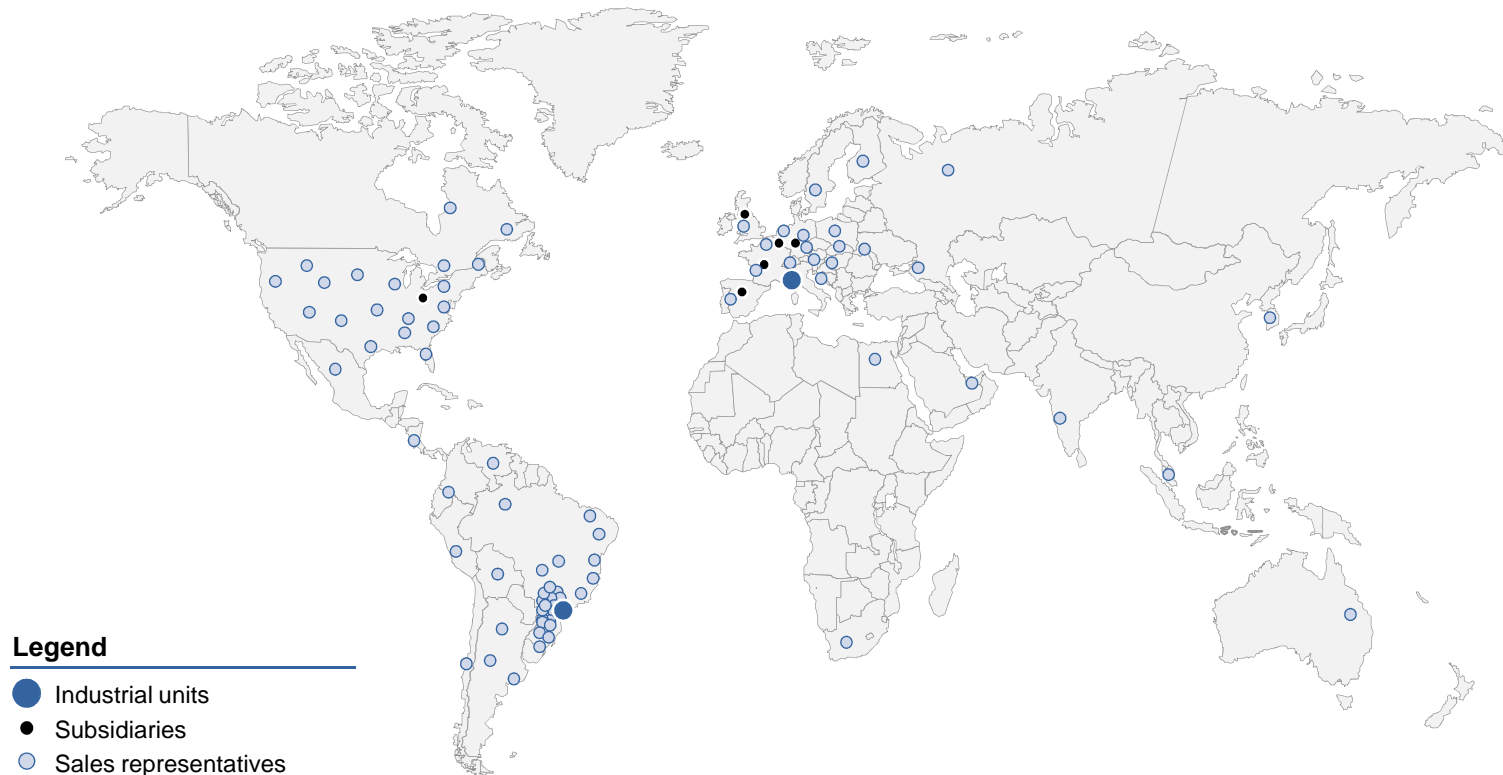 Legend
Industrial units
Subsidiaries
Sales representatives